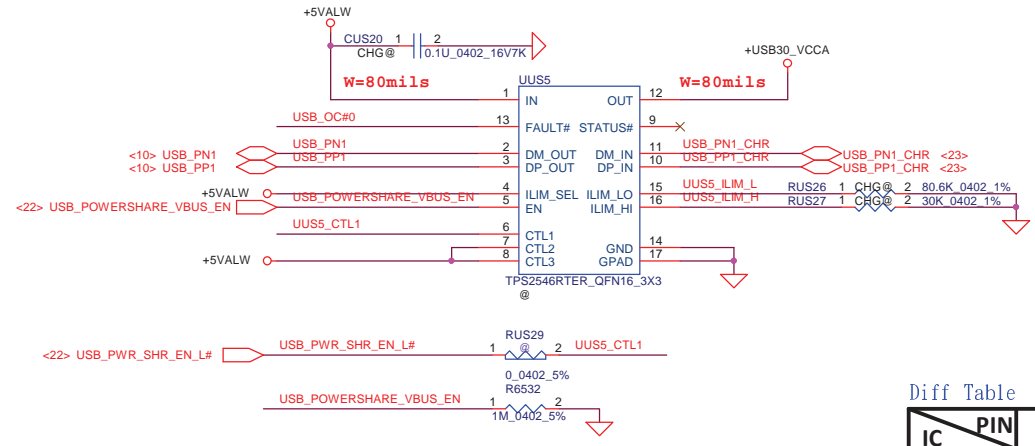 +5VALW
CUS20 1 2
CHG@ 0.1U_0402_16V7K
+USB30_VCCA
W=80mils UUS5 W=80mils
1 IN OUT 12
USB_OC#0 13 FAULT# STATUS# 9
<10> USB_PN1 USB_PN1 2 DM_OUT DM_IN 11 USB_PN1_CHR USB_PN1_CHR <23>
<10> USB_PP1 USB_PP1 3 DP_OUT DP_IN 10 USB_PP1_CHR USB_PP1_CHR <23>
+5VALW 4 ILIM_SEL ILIM_LO 15 UUS5_ILIM_L RUS26 1 CHG@ 2 80.6K_0402_1%
<22> USB_POWERSHARE_VBUS_EN USB_POWERSHARE_VBUS_EN 5 EN ILIM_HI 16 UUS5_ILIM_H RUS27 1 CHG@ 2 30K_0402_1%
UUS5_CTL1 6 CTL1
7 CTL2 GND 14
+5VALW 8 CTL3 GPAD 17
TPS2546RTER_QFN16_3X3
@
RUS29
<22> USB_PWR_SHR_EN_L# USB_PWR_SHR_EN_L# 1 @ 2 UUS5_CTL1
0_0402_5%
R6532
USB_POWERSHARE_VBUS_EN 1 2
1M_0402_5%
Diff Table
PIN
IC